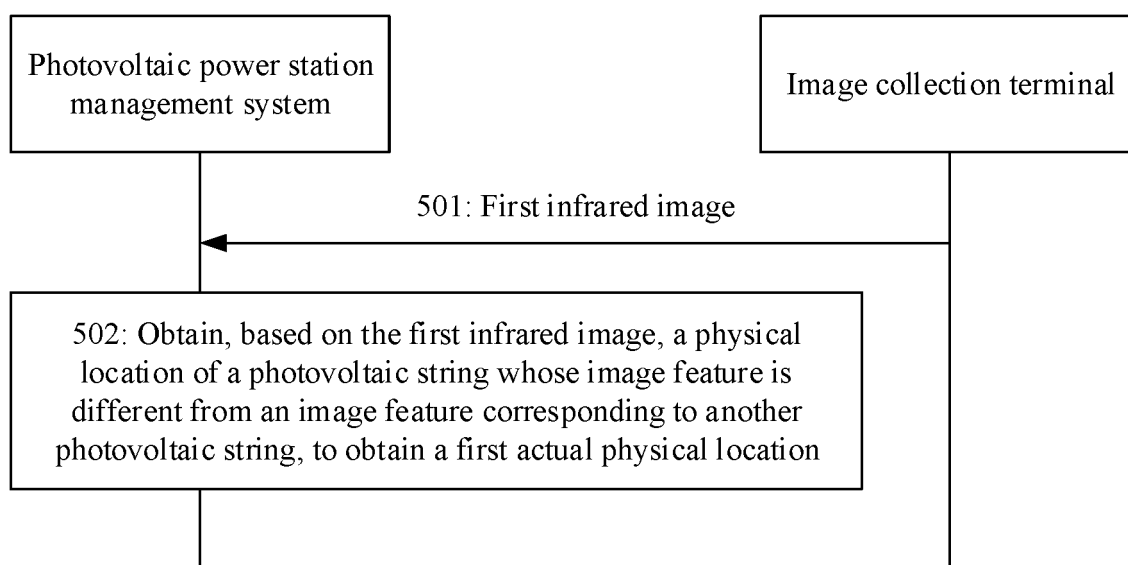 Photovoltaic power station
management system
Image collection terminal
501: First infrared image
502: Obtain, based on the first infrared image, a physical
location of a photovoltaic string whose image feature is
different from an image feature corresponding to another
photovoltaic string, to obtain a first actual physical location